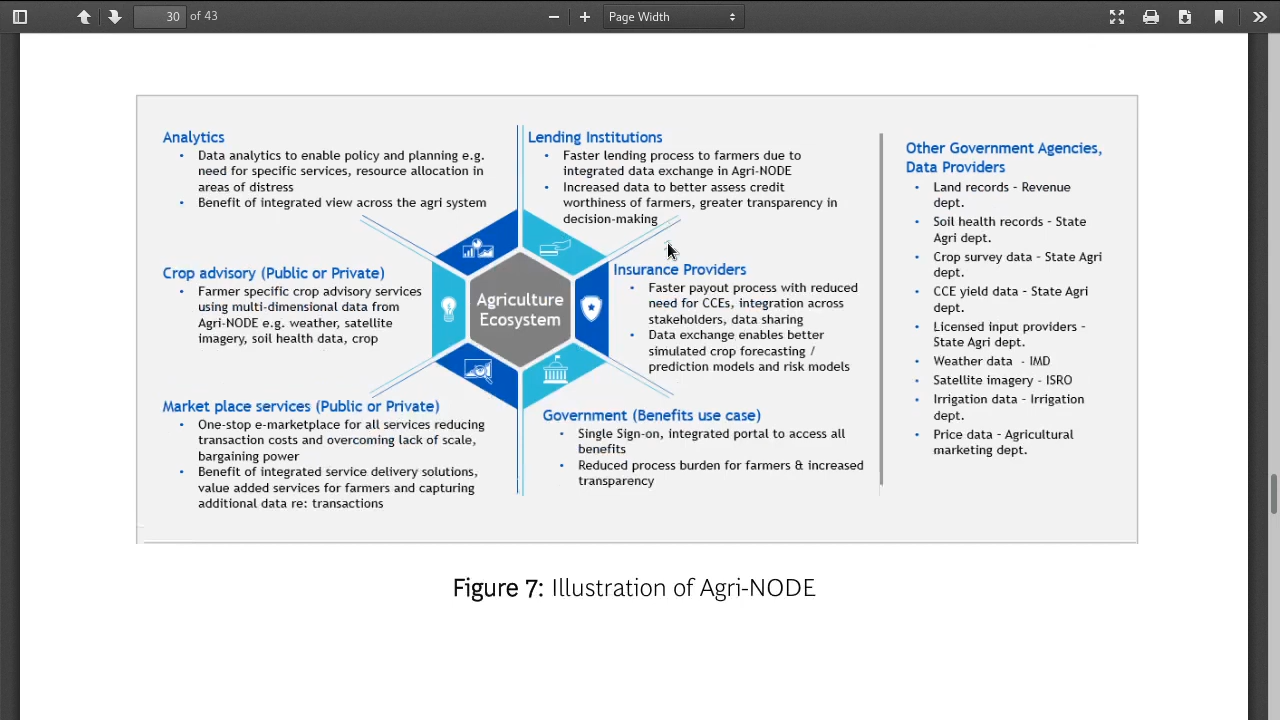 30 of 43
Page Width
Analytics
• Data analytics to enable policy and planning e.g.
need for specific services, resource allocation in
areas of distress
• Benefit of integrated view across the agri system
Crop advisory (Public or Private)
• Farmer specific crop advisory services
using multi-dimensional data from
Agri-NODE e.g. weather, satellite
imagery, soil health data, crop
Market place services (Public or Private)
• One-stop e-marketplace for all services reducing
transaction costs and overcoming lack of scale,
bargaining power
• Benefit of integrated service delivery solutions,
value added services for farmers and capturing
additional data re: transactions
Agriculture
Ecosystem
Lending Institutions
• Faster lending process to farmers due to
integrated data exchange in Agri-NODE
• Increased data to better assess credit
worthiness of farmers, greater transparency in
decision-making
Insurance Providers
• Faster payout process with reduced
need for CCEs, integration across
stakeholders, data sharing
• Data exchange enables better
simulated crop forecasting /
prediction models and risk models
Government (Benefits use case)
• Single Sign-on, integrated portal to access all
benefits
• Reduced process burden for farmers & increased
transparency
Other Government Agencies,
Data Providers
• Land records - Revenue
dept.
• Soil health records - State
Agri dept.
• Crop survey data - State Agri
dept.
• CCE yield data - State Agri
dept.
• Licensed input providers -
State Agri dept.
• Weather data - IMD
• Satellite imagery - ISRO
• Irrigation data - Irrigation
dept.
• Price data - Agricultural
marketing dept.
Figure 7: Illustration of Agri-NODE